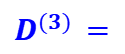 D⁽³⁾ =